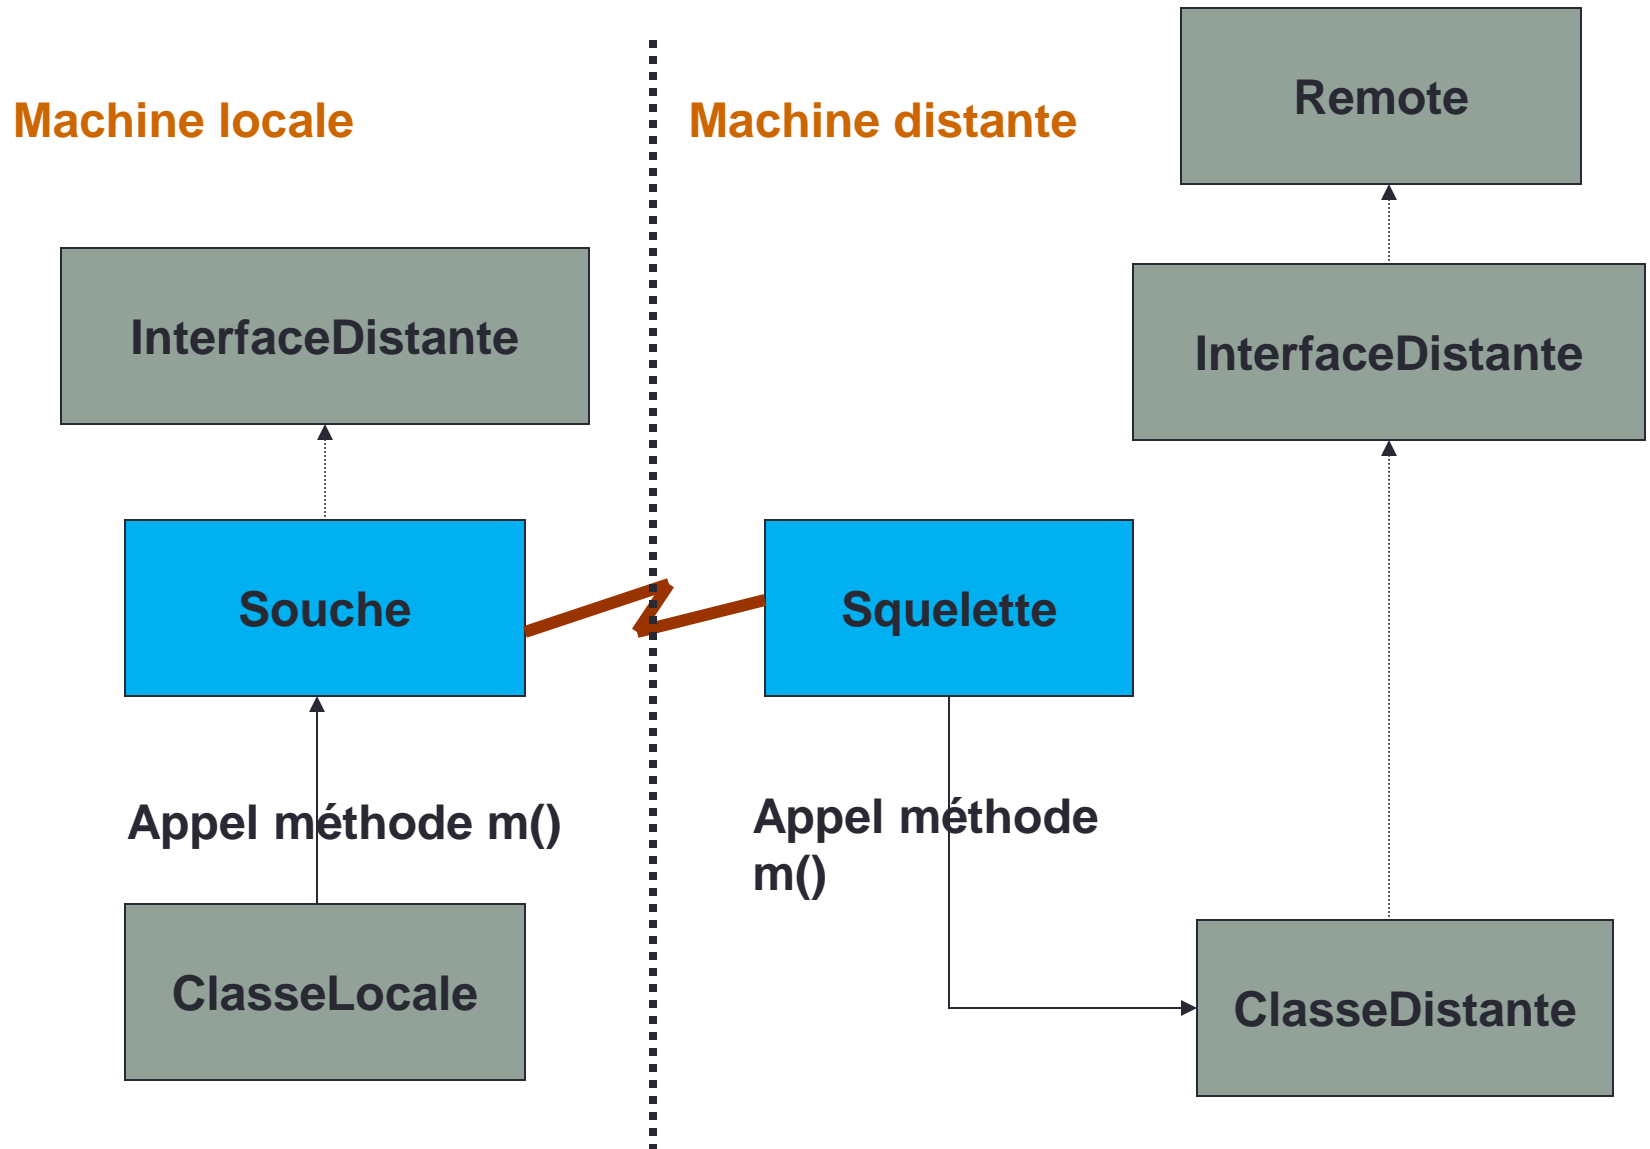 Machine locale
Machine distante
Remote
InterfaceDistante
InterfaceDistante
Souche
Squelette
Appel méthode m()
Appel méthode
m()
ClasseLocale
ClasseDistante